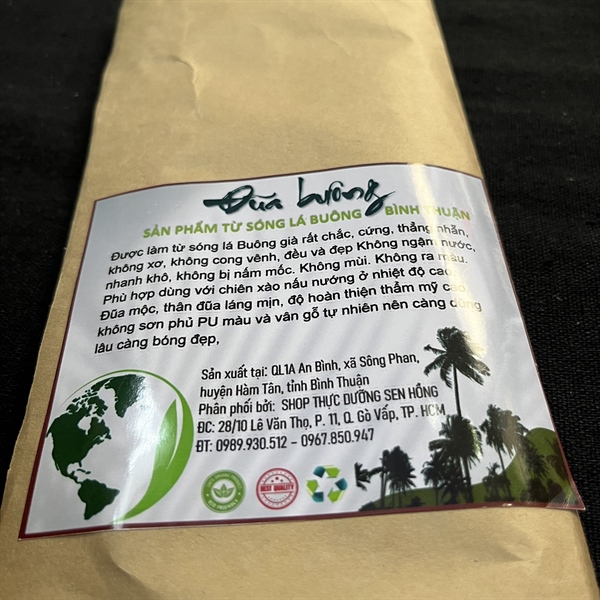 Đũa buông
SẢN PHẨM TỪ SÓNG LÁ BUÔNG BÌNH THUẬN
Được làm từ sóng lá Buông già rất chắc, cứng, thẳng nhẵn,
không xơ, không cong vênh, đều và đẹp Không ngậm nước,
nhanh khô, không bị nấm mốc. Không mùi. Không ra màu.
Phù hợp dùng với chiên xào nấu nướng ở nhiệt độ cao.
Đũa mộc, thân đũa láng mịn, độ hoàn thiện thẩm mỹ cao
không sơn phủ PU màu và vân gỗ tự nhiên nên càng dùng
lâu càng bóng đẹp,
Sản xuất tại: QL1A An Bình, xã Sông Phan,
huyện Hàm Tân, tỉnh Bình Thuận
Phân phối bởi: SHOP THỰC DƯỠNG SEN HỒNG
ĐC: 28/10 Lê Văn Thọ, P. 11, Q. Gò Vấp, TP. HCM
ĐT: 0989.930.512 - 0967.850.947
BEST QUALITY